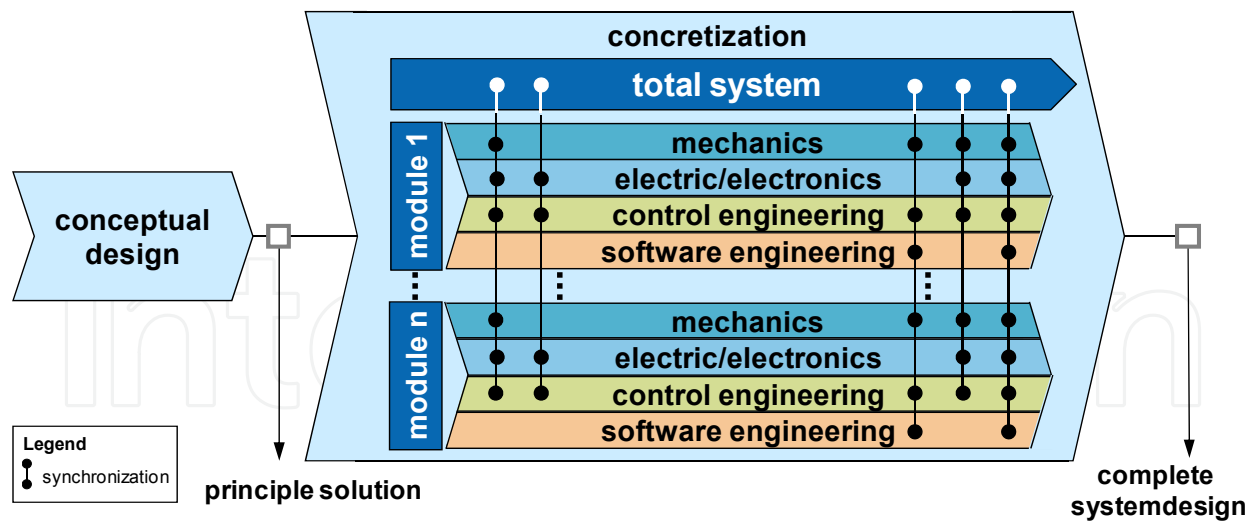 concretization
total system
module 1
mechanics
electric/electronics
control engineering
software engineering
conceptual
design
module n
mechanics
electric/electronics
control engineering
software engineering
Legend
synchronization
principle solution
complete
systemdesign